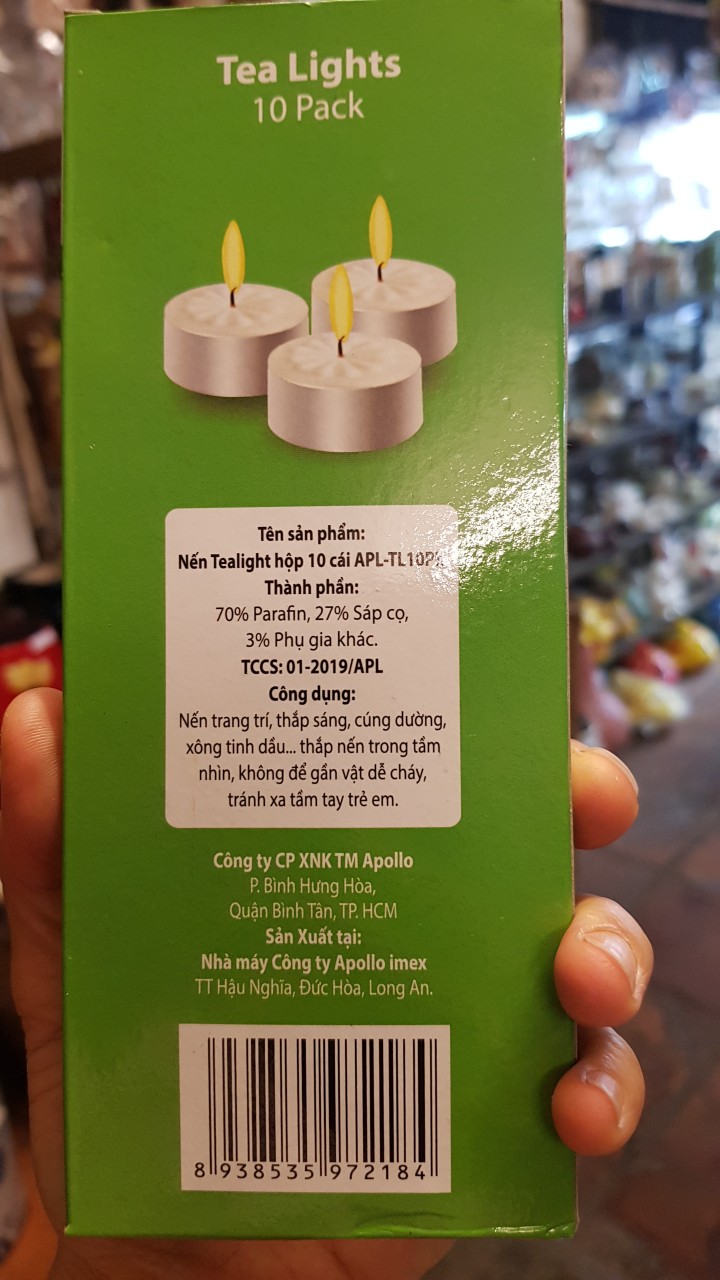 Tea Lights
10 Pack
Tên sản phẩm:
Nến Tealight hộp 10 cái
Thành phần:
70% Parafin, 27% Sáp cọ,
3% Phụ gia khác.
TCCS: 01-2019/APL
Công dụng:
Nến trang trí, thắp sáng, cúng dường,
xông tinh dầu... thắp nến trong tầm
nhìn, không để gần vật dễ cháy,
tránh xa tầm tay trẻ em.
Công ty CP XNK TM Apollo
P. Bình Hưng Hòa,
Quận Bình Tân, TP. HCM
Sản Xuất tại:
Nhà máy Công ty Apollo imex
TT Hậu Nghĩa, Đức Hòa, Long An.
8 938535 972184